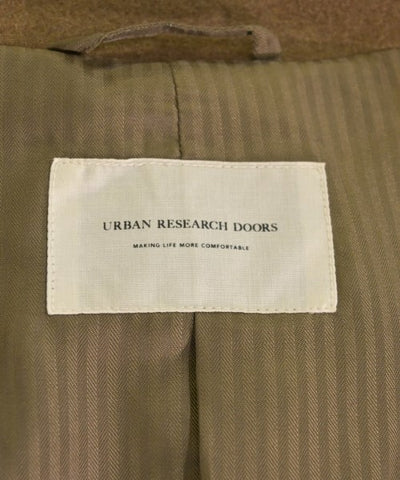 URBAN RESEARCH DOORS
MAKING LIFE MORE COMFORTABLE